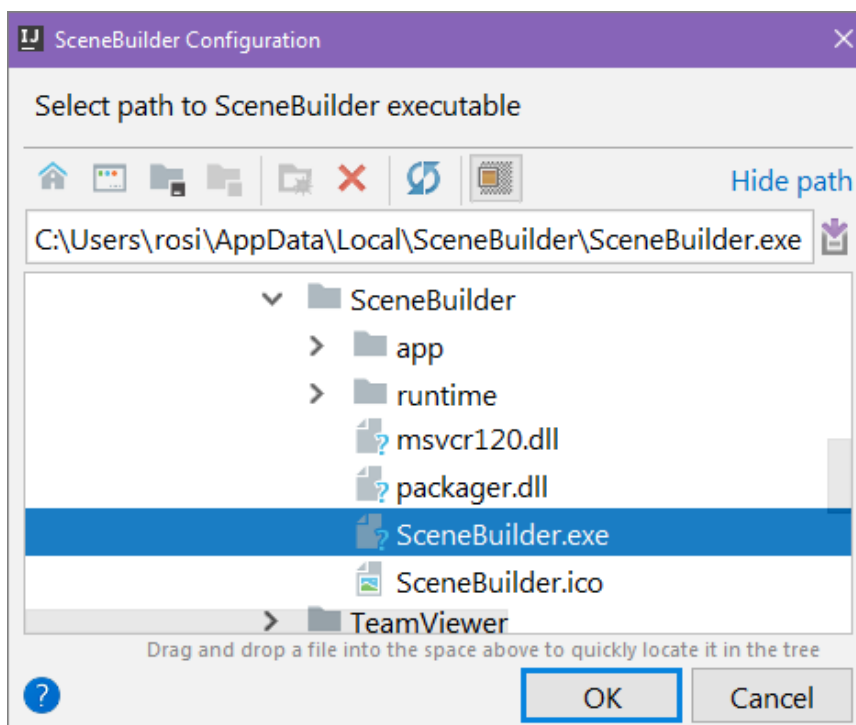 IJ SceneBuilder Configuration
Select path to SceneBuilder executable
Hide path
C:\Users\rosi\AppData\Local\SceneBuilder\SceneBuilder.exe
SceneBuilder
app
runtime
msvcr120.dll
packager.dll
SceneBuilder.exe
SceneBuilder.ico
TeamViewer
Drag and drop a file into the space above to quickly locate it in the tree
? OK Cancel